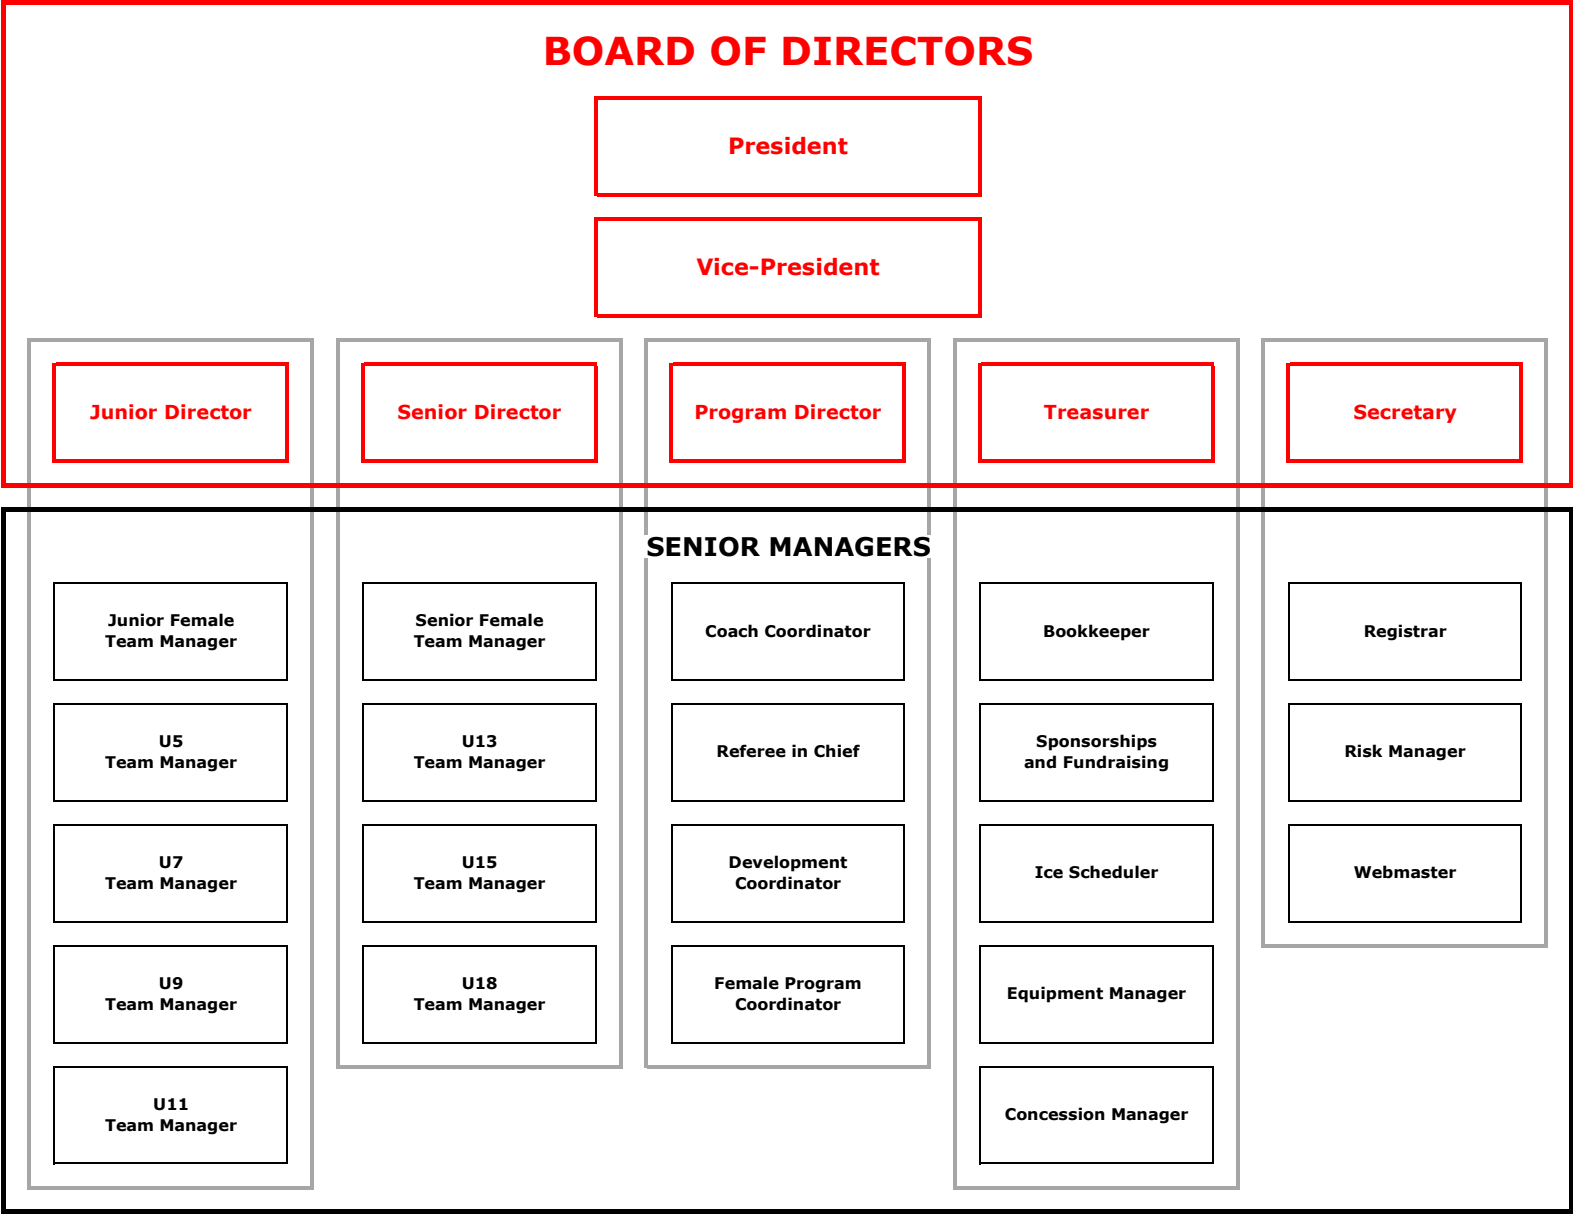 BOARD OF DIRECTORS
President
Vice-President
Junior Director
Senior Director
Program Director
Treasurer
Secretary
SENIOR MANAGERS
Junior Female
Team Manager
Senior Female
Team Manager
Coach Coordinator
Bookkeeper
Registrar
U5
Team Manager
U13
Team Manager
Referee in Chief
Sponsorships
and Fundraising
Risk Manager
U7
Team Manager
U15
Team Manager
Development
Coordinator
Ice Scheduler
Webmaster
U9
Team Manager
U18
Team Manager
Female Program
Coordinator
Equipment Manager
U11
Team Manager
Concession Manager